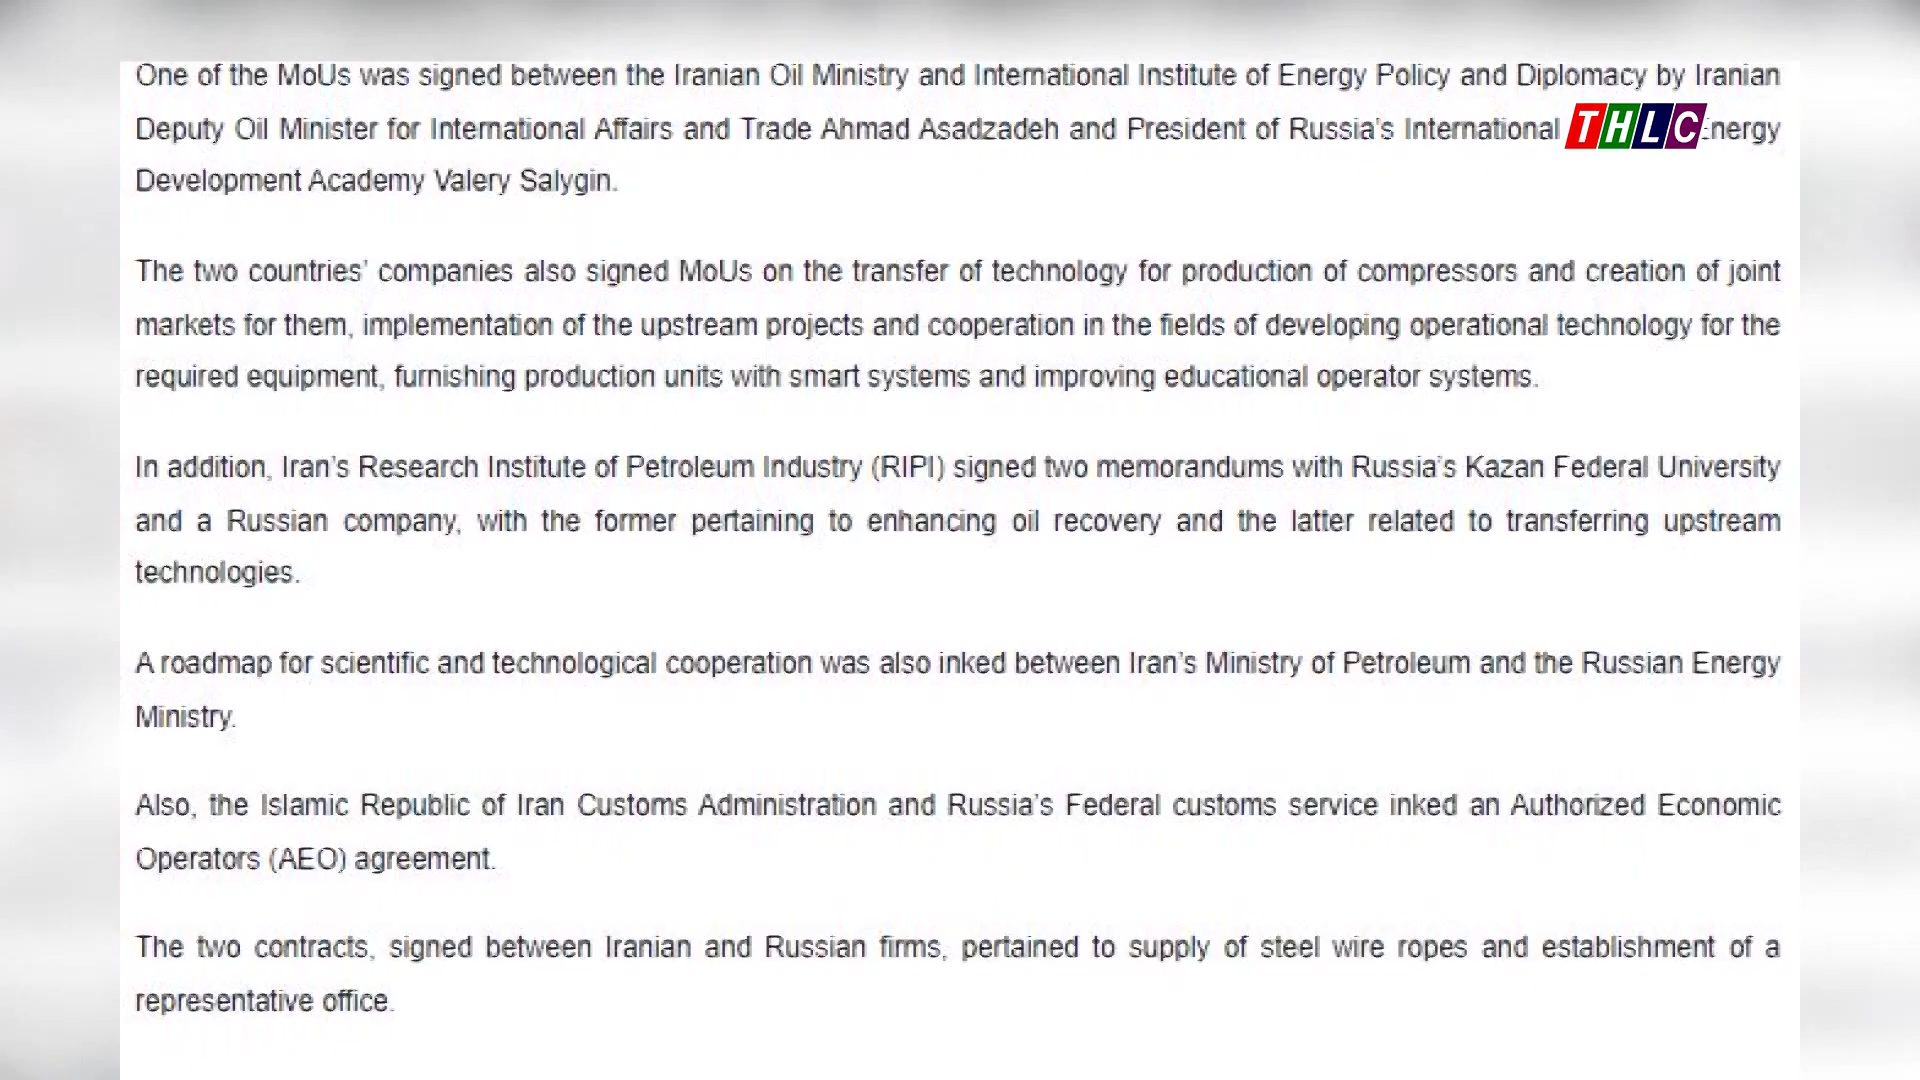 One of the MoUs was signed between the Iranian Oil Ministry and International Institute of Energy Policy and Diplomacy by Iranian
Deputy Oil Minister for International Affairs and Trade Ahmad Asadzadeh and President of Russia’s International THLC nergy
Development Academy Valery Salygin.
The two countries’ companies also signed MoUs on the transfer of technology for production of compressors and creation of joint
markets for them, implementation of the upstream projects and cooperation in the fields of developing operational technology for the
required equipment, furnishing production units with smart systems and improving educational operator systems.
In addition, Iran’s Research Institute of Petroleum Industry (RIPI) signed two memorandums with Russia’s Kazan Federal University
and a Russian company, with the former pertaining to enhancing oil recovery and the latter related to transferring upstream
technologies.
A roadmap for scientific and technological cooperation was also inked between Iran’s Ministry of Petroleum and the Russian Energy
Ministry.
Also, the Islamic Republic of Iran Customs Administration and Russia’s Federal customs service inked an Authorized Economic
Operators (AEO) agreement.
The two contracts, signed between Iranian and Russian firms, pertained to supply of steel wire ropes and establishment of a
representative office.